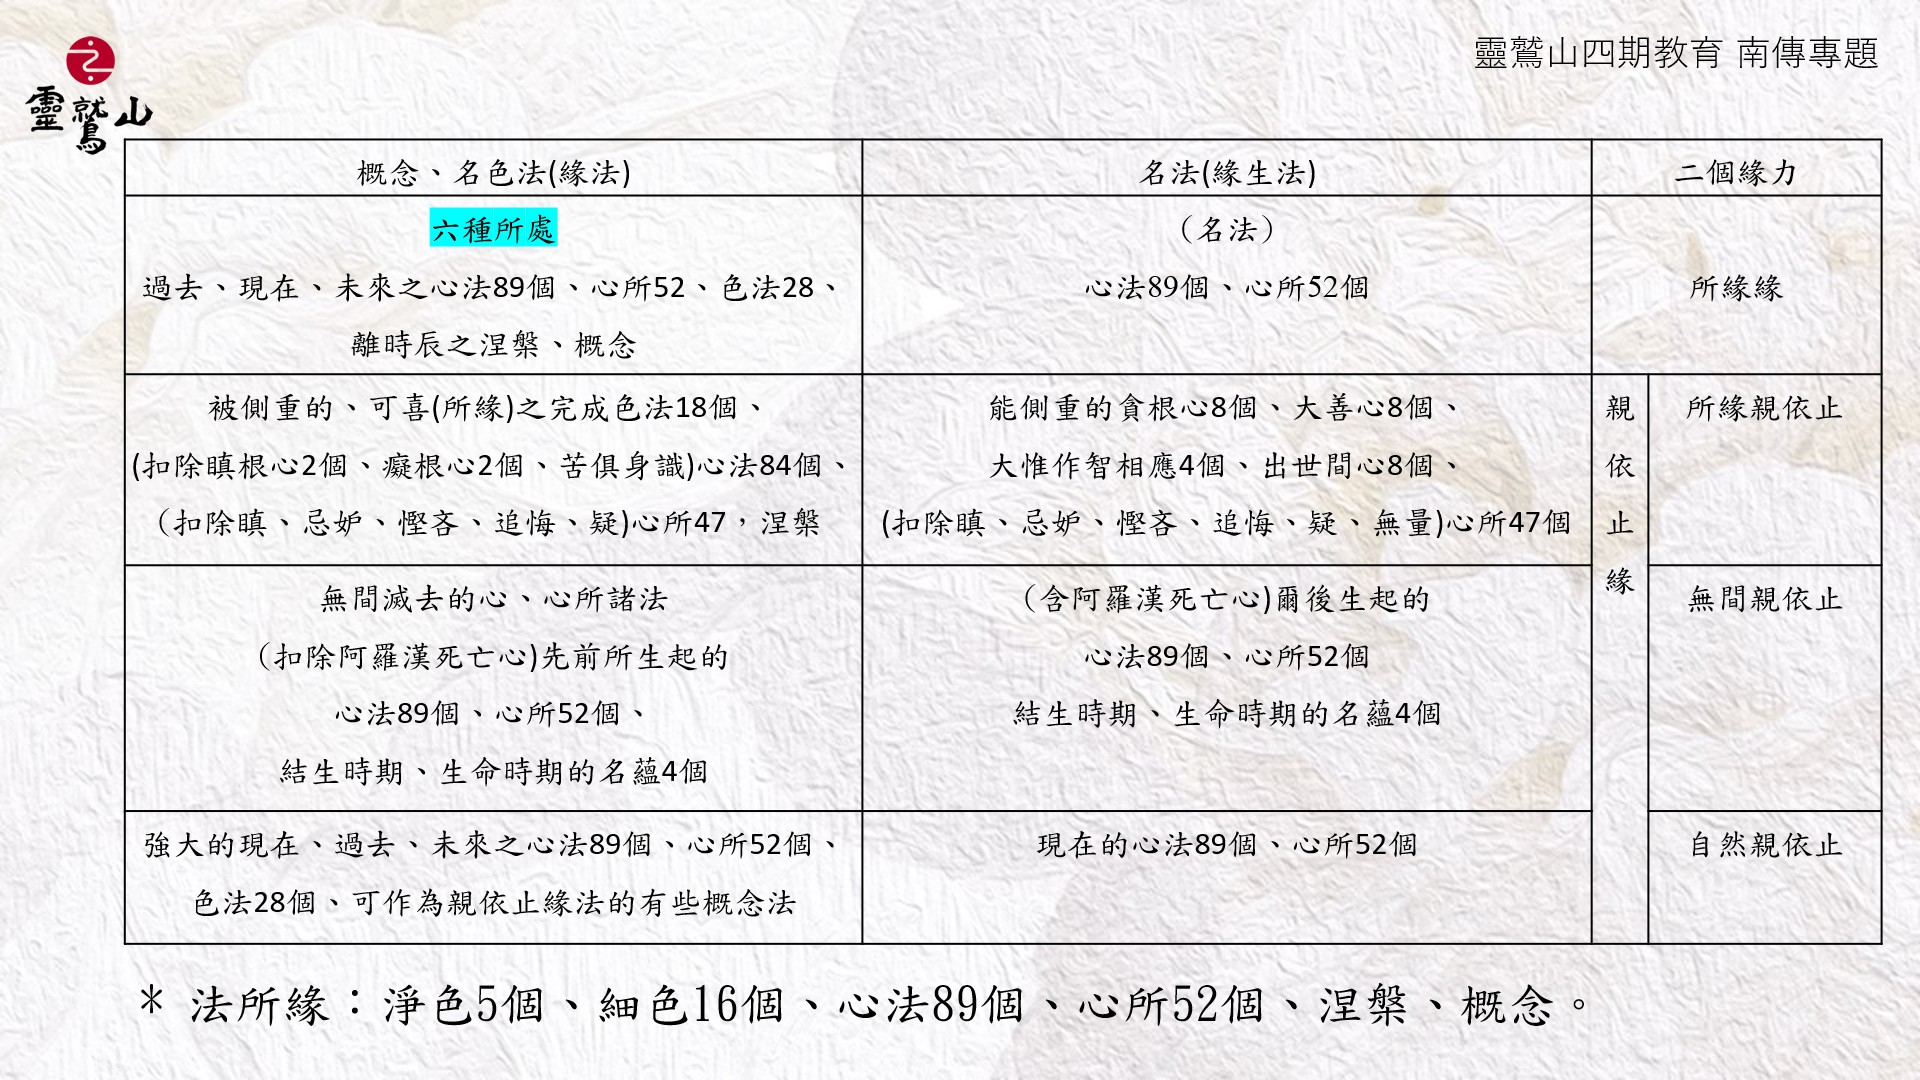 靈鷲山
靈鷲山四期教育 南傳專題
概念、名色法(緣法)
名法(緣生法)
二個緣力
六種所處
過去、現在、未來之心法89個、心所52、色法28、
離時辰之涅槃、概念
（名法）
心法89個、心所52個
所緣緣
被側重的、可喜(所緣)之完成色法18個、
(扣除瞋根心2個、癡根心2個、苦俱身識)心法84個、
（扣除瞋、忌妒、慳吝、追悔、疑)心所47，涅槃
能側重的貪根心8個、大善心8個、
大惟作智相應4個、出世間心8個、
(扣除瞋、忌妒、慳吝、追悔、疑、無量)心所47個
親
依
止
緣
所緣親依止
無間滅去的心、心所諸法
（扣除阿羅漢死亡心)先前所生起的
心法89個、心所52個、
結生時期、生命時期的名蘊4個
（含阿羅漢死亡心)爾後生起的
心法89個、心所52個
結生時期、生命時期的名蘊4個
無間親依止
強大的現在、過去、未來之心法89個、心所52個、
色法28個、可作為親依止緣法的有些概念法
現在的心法89個、心所52個
自然親依止
* 法所緣：淨色5個、細色16個、心法89個、心所52個、涅槃、概念。